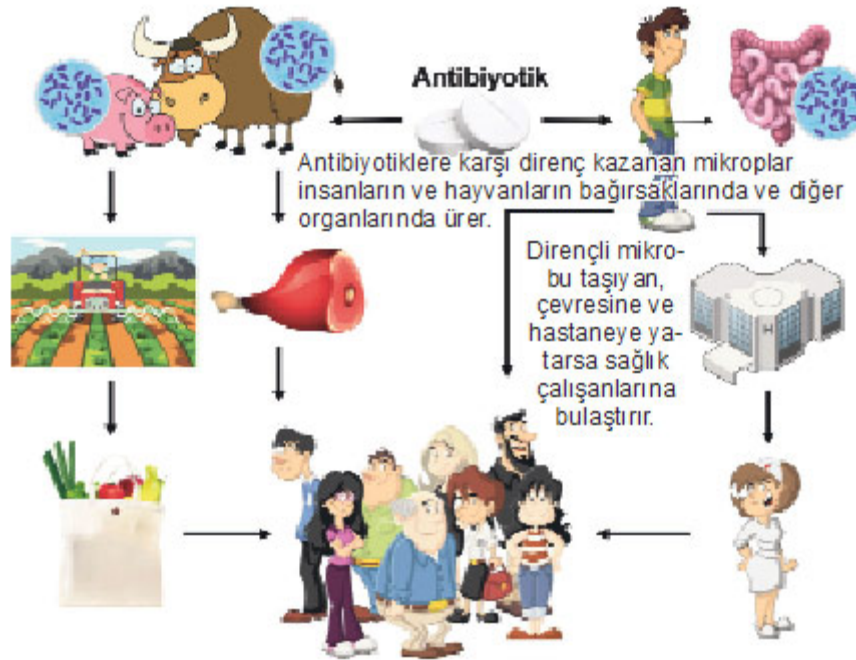 Antibiyotik
Antibiyotiklere karşı direnç kazanan mikroplar
insanların ve hayvanların bağırsaklarında ve diğer
organlarında ürer.
Dirençli mikro-
bu taşıyan,
çevresine ve
hastaneye ya-
tarsa sağlık
çalışanlarına
bulaştırır.
H